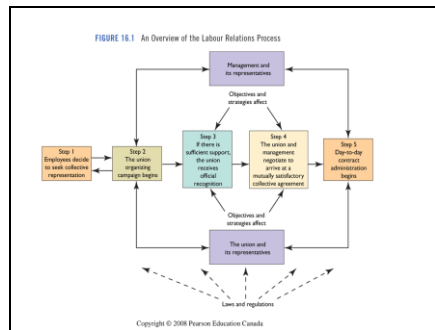 FIGURE 16.1 An Overview of the Labour Relations Process
Management and
its representatives
Objectives and
strategies affect
Step 1
Employees decide
to seek collective
representation
Step 2
The union
organizing
campaign begins
Step 3
If there is
sufficient support,
the union
receives
official
recognition
Step 4
The union and
management
negotiate to
arrive at a
mutually satisfactory
collective agreement
Step 5
Day-to-day
contract
administration
begins
Objectives and
strategies affect
The union and
its representatives
Laws and regulations
Copyright © 2008 Pearson Education Canada